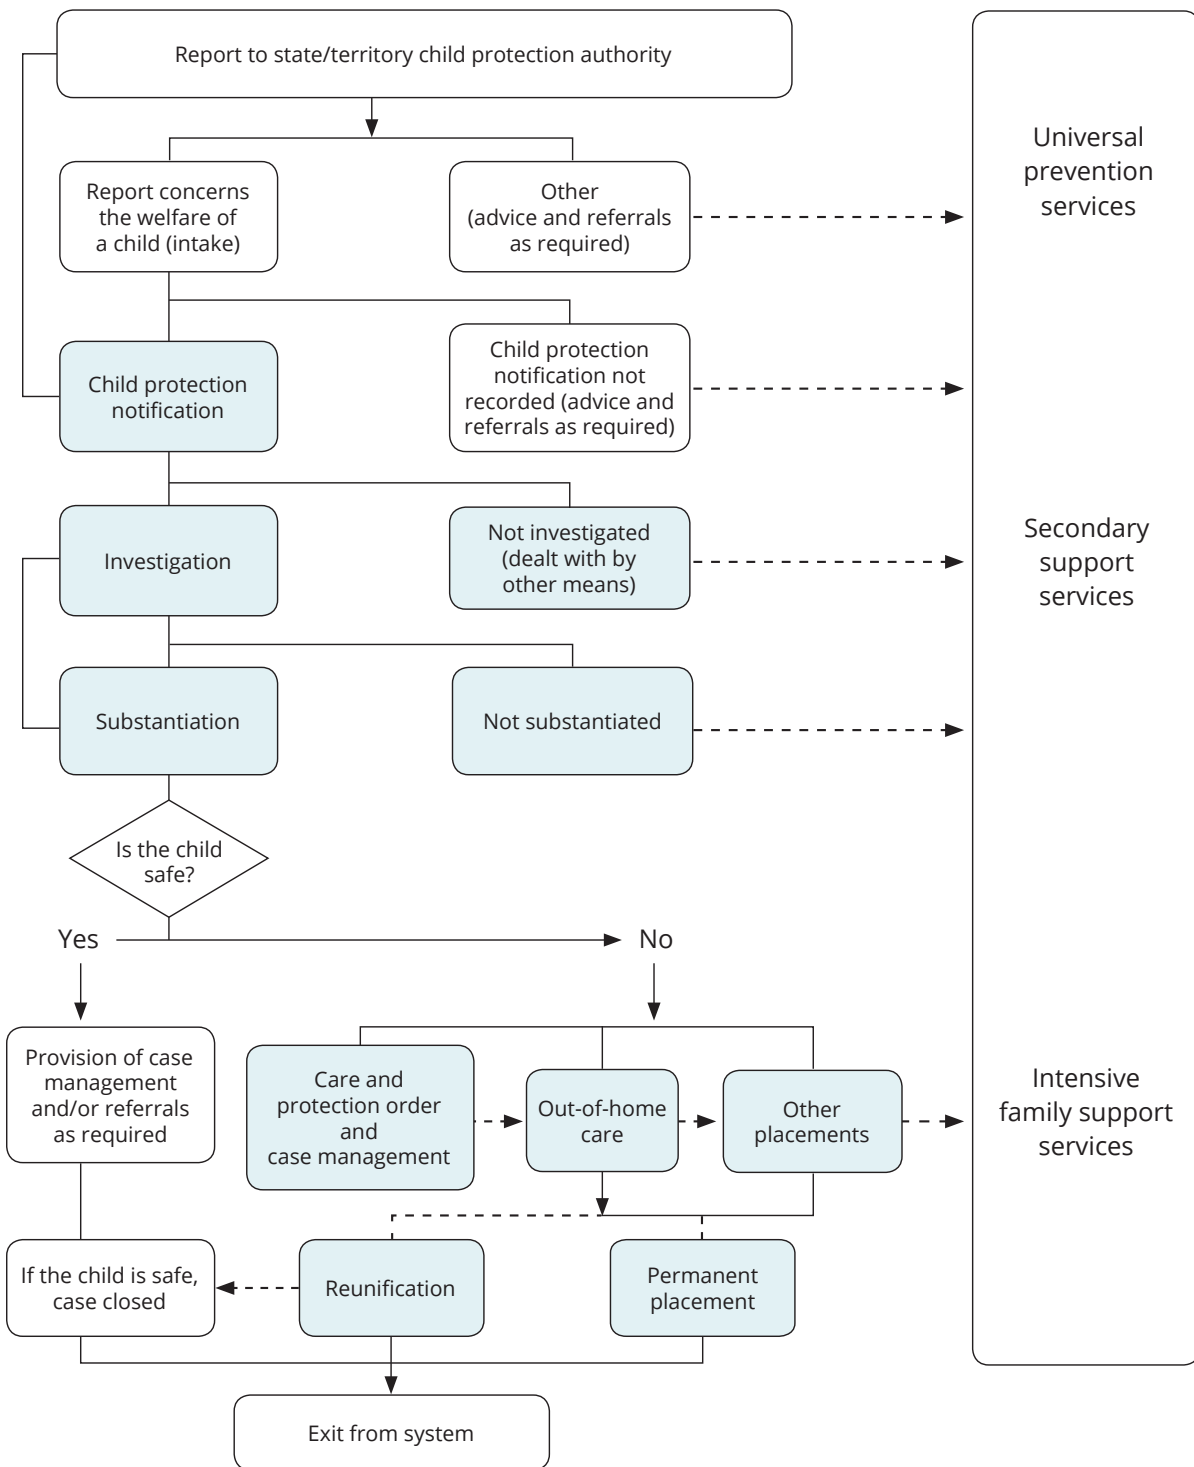 Report to state/territory child protection authority
Report concerns
the welfare of
a child (intake)
Other
(advice and referrals
as required)
Universal
prevention
services
Child protection
notification
Child protection
notification not
recorded (advice and
referrals as required)
Investigation
Not investigated
(dealt with by
other means)
Secondary
support
services
Substantiation
Not substantiated
Is the child
safe?
Yes
No
Provision of case
management
and/or referrals
as required
Care and
protection order
and
case management
Out-of-home
care
Other
placements
Intensive
family support
services
If the child is safe,
case closed
Reunification
Permanent
placement
Exit from system